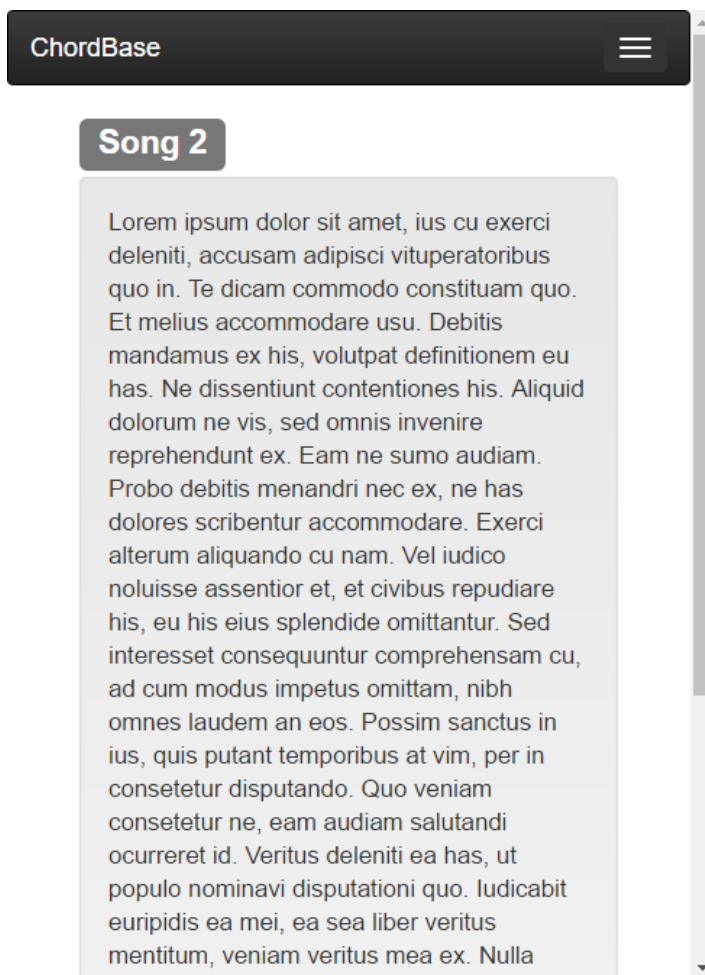 ChordBase
Song 2
Lorem ipsum dolor sit amet, ius cu exerci
deleniti, accusam adipisci vituperatoribus
quo in. Te dicam commodo constituam quo.
Et melius accommodare usu. Debitis
mandamus ex his, volutpat definitionem eu
has. Ne dissentiunt contentiones his. Aliquid
dolorum ne vis, sed omnis invenire
reprehendunt ex. Eam ne sumo audiam.
Probo debitis menandri nec ex, ne has
dolores scribentur accommodare. Exerci
alterum aliquando cu nam. Vel iudico
noluisse assentior et, et civibus repudiare
his, eu his eius splendide omittantur. Sed
interesset consequuntur comprehensam cu,
ad cum modus impetus omittam, nibh
omnes laudem an eos. Possim sanctus in
ius, quis putant temporibus at vim, per in
consetetur disputando. Quo veniam
consetetur ne, eam audiam salutandi
ocurreret id. Veritus deleniti ea has, ut
populo nominavi disputationi quo. Iudicabit
euripidis ea mei, ea sea liber veritus
mentitum, veniam veritus mea ex. Nulla